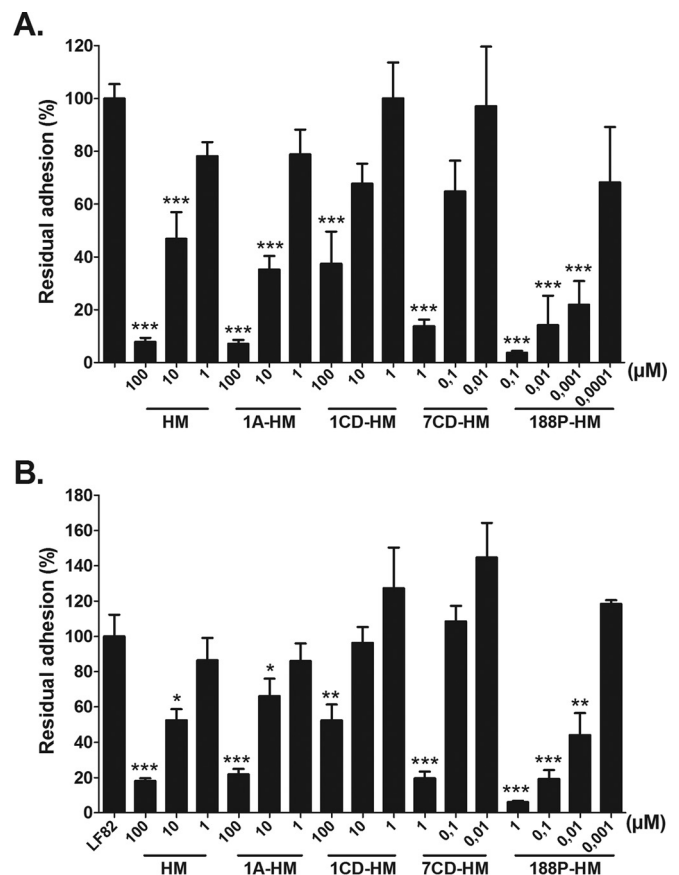 A.
Residual adhesion (%)
120
100
80
60
40
20
0
*** *** *** *** *** *** *** *** ***
100 10 1 100 10 1 100 10 1 1 0,1 0,01 0,1 0,01 0,001 0,0001 (µM)
HM 1A-HM 1CD-HM 7CD-HM 188P-HM
B.
Residual adhesion (%)
180
160
140
120
100
80
60
40
20
0
*** * *** * ** *** *** *** **
LF82 100 10 1 100 10 1 100 10 1 1 0,1 0,01 1 0,1 0,01 0,001 (µM)
HM 1A-HM 1CD-HM 7CD-HM 188P-HM